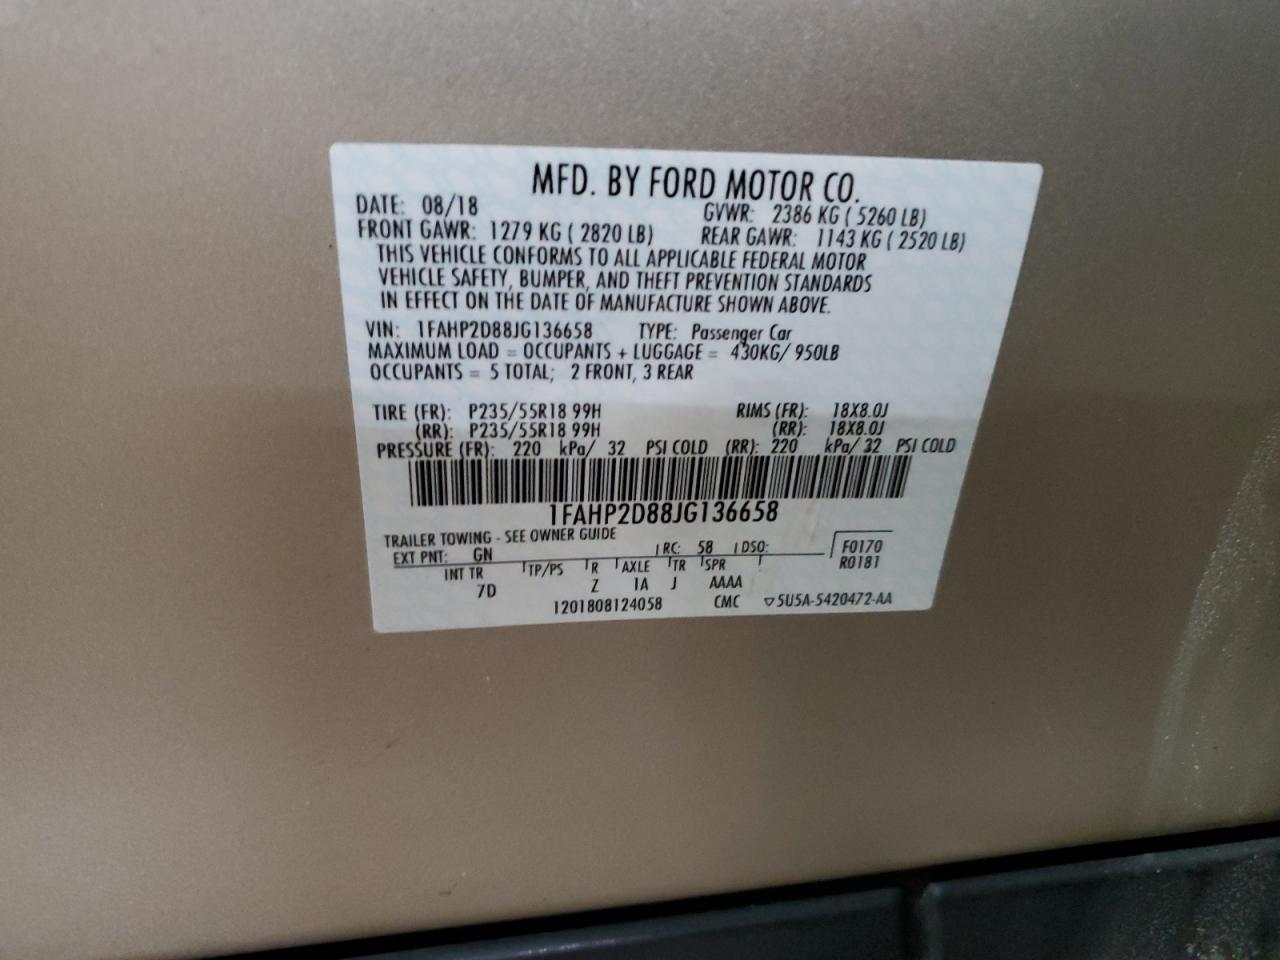 MFD. BY FORD MOTOR CO.
DATE: 08/18 GVWR: 2386 KG ( 5260 LB)
FRONT GAWR: 1279 KG ( 2820 LB) REAR GAWR: 1143 KG ( 2520 LB)
THIS VEHICLE CONFORMS TO ALL APPLICABLE FEDERAL MOTOR
VEHICLE SAFETY, BUMPER, AND THEFT PREVENTION STANDARDS
IN EFFECT ON THE DATE OF MANUFACTURE SHOWN ABOVE.
VIN: 1FAHP2D88JG136658 TYPE: Passenger Car
MAXIMUM LOAD = OCCUPANTS + LUGGAGE = 430KG/ 950LB
OCCUPANTS = 5 TOTAL; 2 FRONT, 3 REAR
TIRE (FR): P235/55R18 99H RIMS (FR): 18X8.0J
(RR): P235/55R18 99H (RR): 18X8.0J
PRESSURE (FR): 220 kPa/ 32 PSI COLD (RR): 220 kPa/ 32 PSI COLD
1FAHP2D88JG136658
TRAILER TOWING - SEE OWNER GUIDE
EXT PNT: GN RC: 58 DSO: F0170
INT TR TP/PS R AXLE TR SPR R0181
7D Z 1A J AAAA
1201808124058 CMC ▽5U5A-5420472-AA